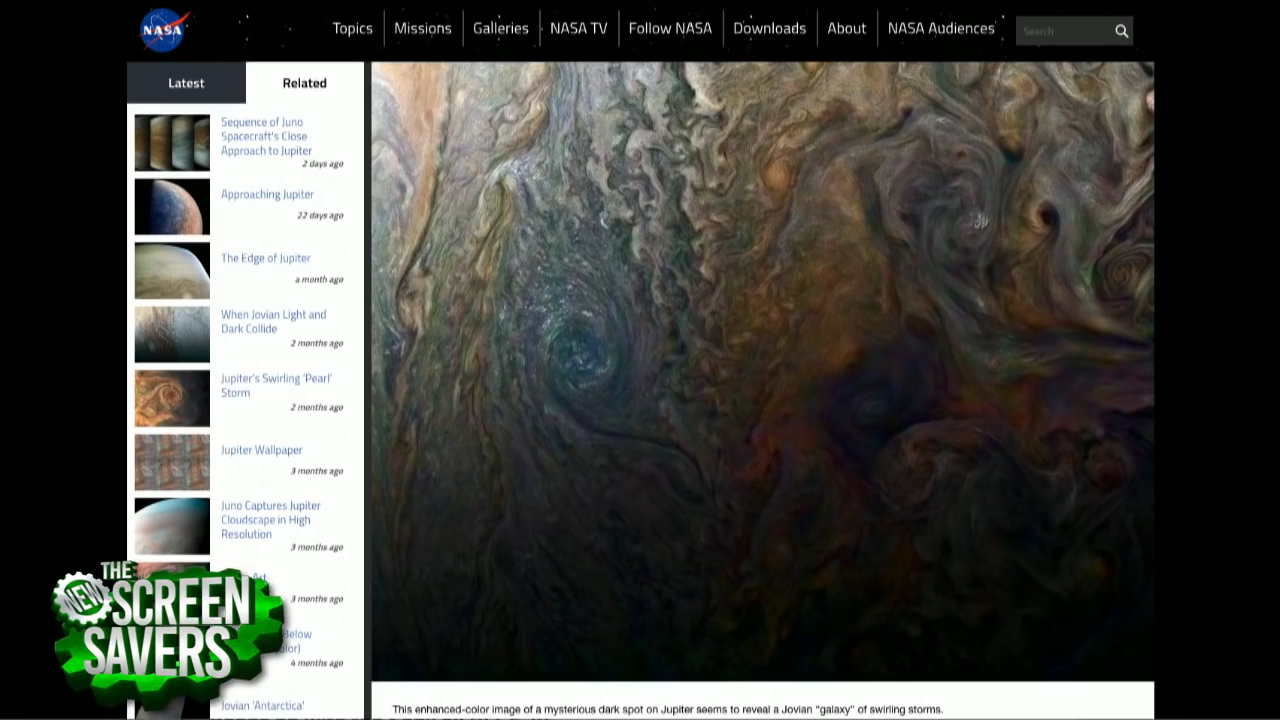 NASA
Topics
Missions
Galleries
NASA TV
Follow NASA
Downloads
About
NASA Audiences
Search
Latest
Related
Sequence of Juno
Spacecraft's Close
Approach to Jupiter
2 days ago
Approaching Jupiter
22 days ago
The Edge of Jupiter
a month ago
When Jovian Light and
Dark Collide
2 months ago
Jupiter's Swirling 'Pearl'
Storm
2 months ago
Jupiter Wallpaper
3 months ago
Juno Captures Jupiter
Cloudscape in High
Resolution
3 months ago
Art
3 months ago
Below
4 months ago
Jovian 'Antarctica'
THE
NEW
SCREEN
SAVERS
This enhanced-color image of a mysterious dark spot on Jupiter seems to reveal a Jovian "galaxy" of swirling storms.